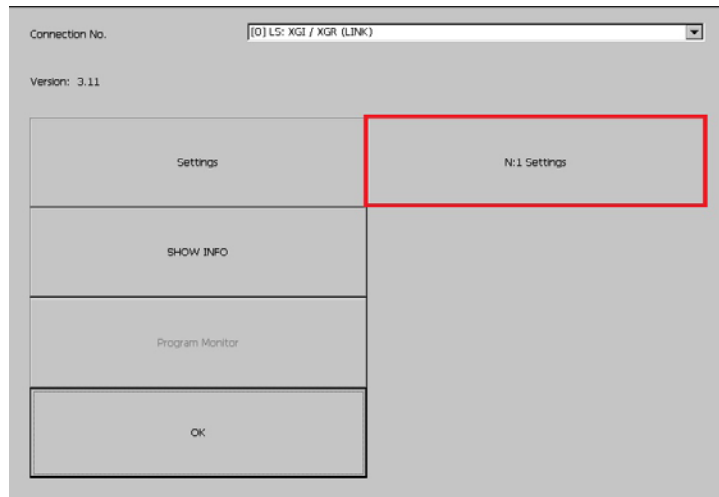 Connection No.
[0] LS: XGI / XGR (LINK)
Version: 3.11
Settings
N:1 Settings
SHOW INFO
Program Monitor
OK